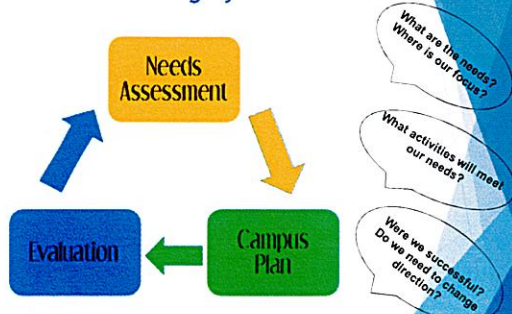 Needs
Assessment
Evaluation
Campus
Plan
What are the needs?
Where is our focus?
What activities will meet
our needs?
Were we successful?
Do we need to change
direction?